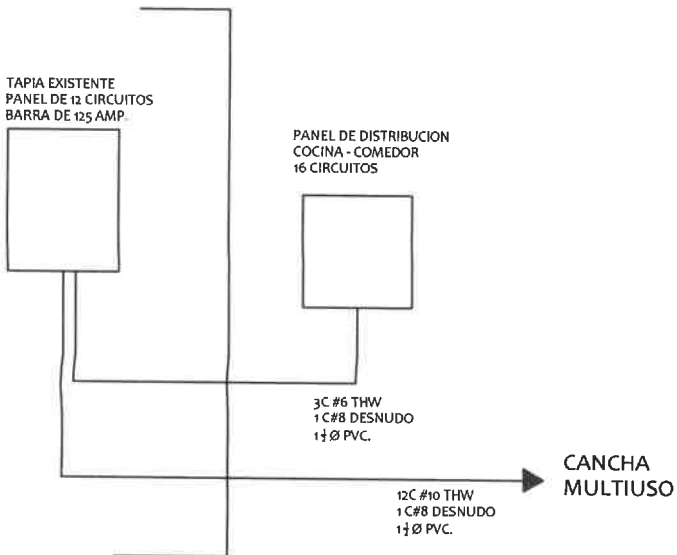 TAPIA EXISTENTE
PANEL DE 12 CIRCUITOS
BARRA DE 125 AMP.
PANEL DE DISTRIBUCION
COCINA - COMEDOR
16 CIRCUITOS
3C #6 THW
1 C#8 DESNUDO
1½ Ø PVC.
CANCHA
MULTIUSO
12C #10 THW
1 C#8 DESNUDO
1½ Ø PVC.